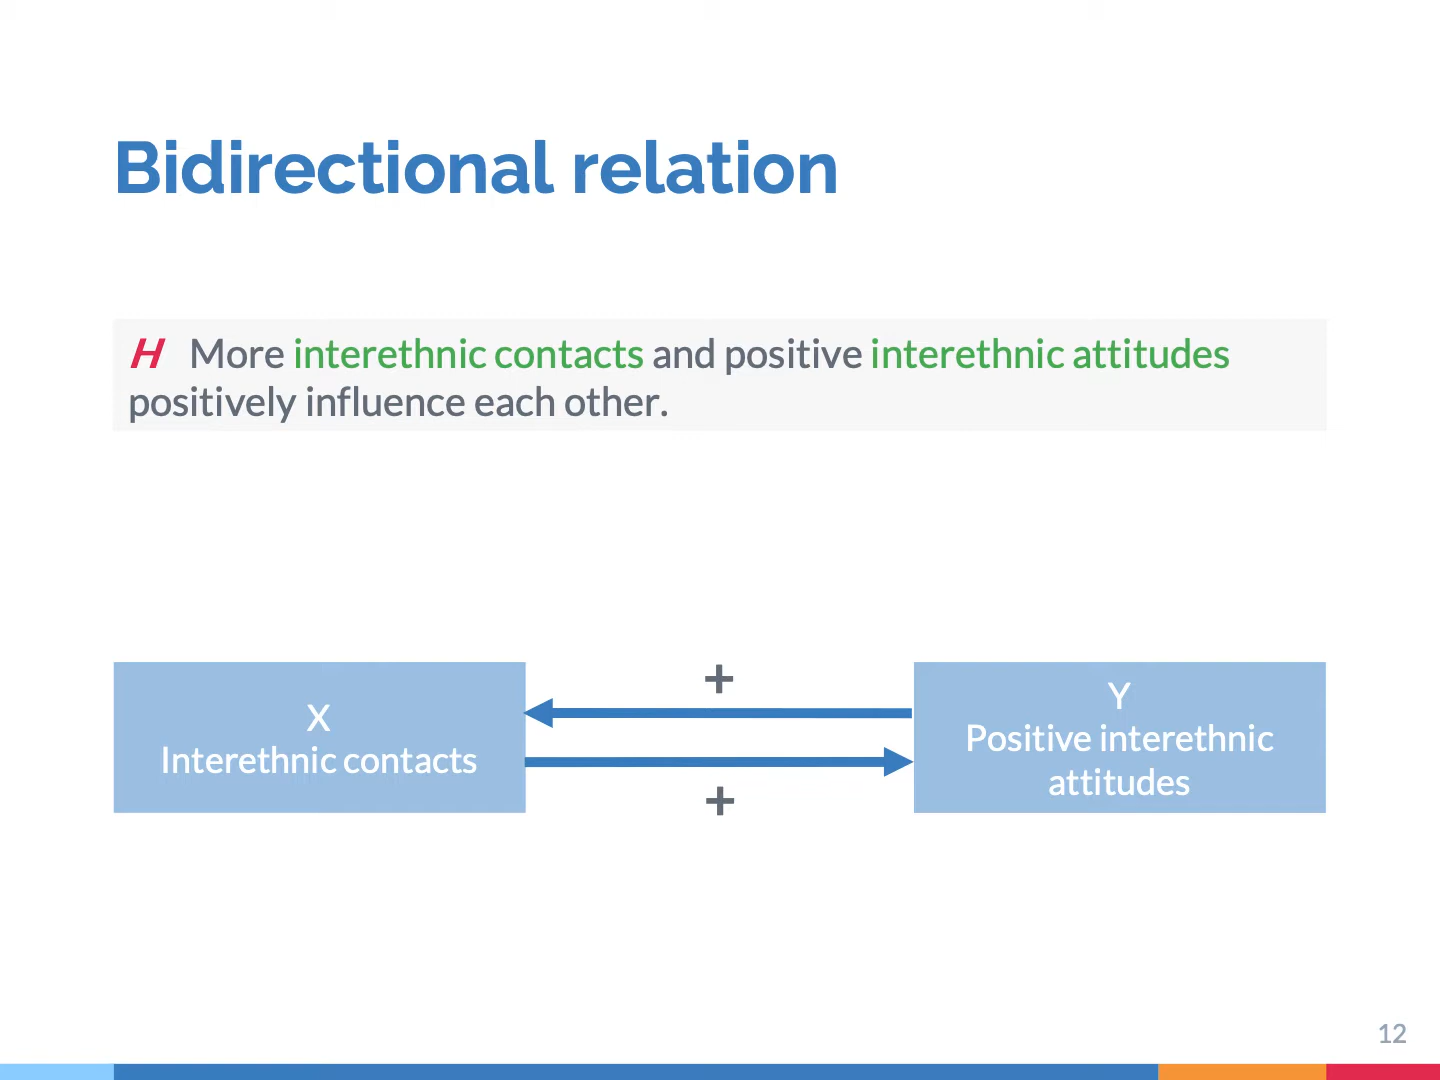 Bidirectional relation
H More interethnic contacts and positive interethnic attitudes
positively influence each other.
+
X
Interethnic contacts
Y
Positive interethnic
attitudes
+
12